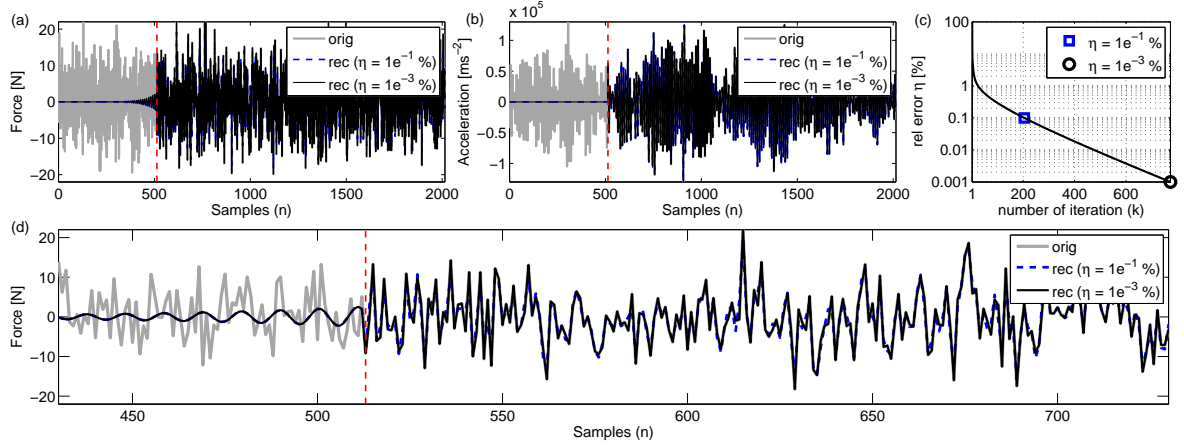 (a)
20
10
0
-10
-20
Force [N]
0
500
1000
1500
2000
Samples (n)
orig
rec (η = 1e⁻¹ %)
rec (η = 1e⁻³ %)
(b)
x 10⁵
1
0.5
0
-0.5
-1
Acceleration [ms⁻²]
0
500
1000
1500
2000
Samples (n)
orig
rec (η = 1e⁻¹ %)
rec (η = 1e⁻³ %)
(c)
100
1
0.1
0.01
0.001
rel error η [%]
1
200
400
600
number of iteration (k)
η = 1e⁻¹ %
η = 1e⁻³ %
(d)
20
10
0
-10
-20
Force [N]
450
500
550
600
650
700
Samples (n)
orig
rec (η = 1e⁻¹ %)
rec (η = 1e⁻³ %)